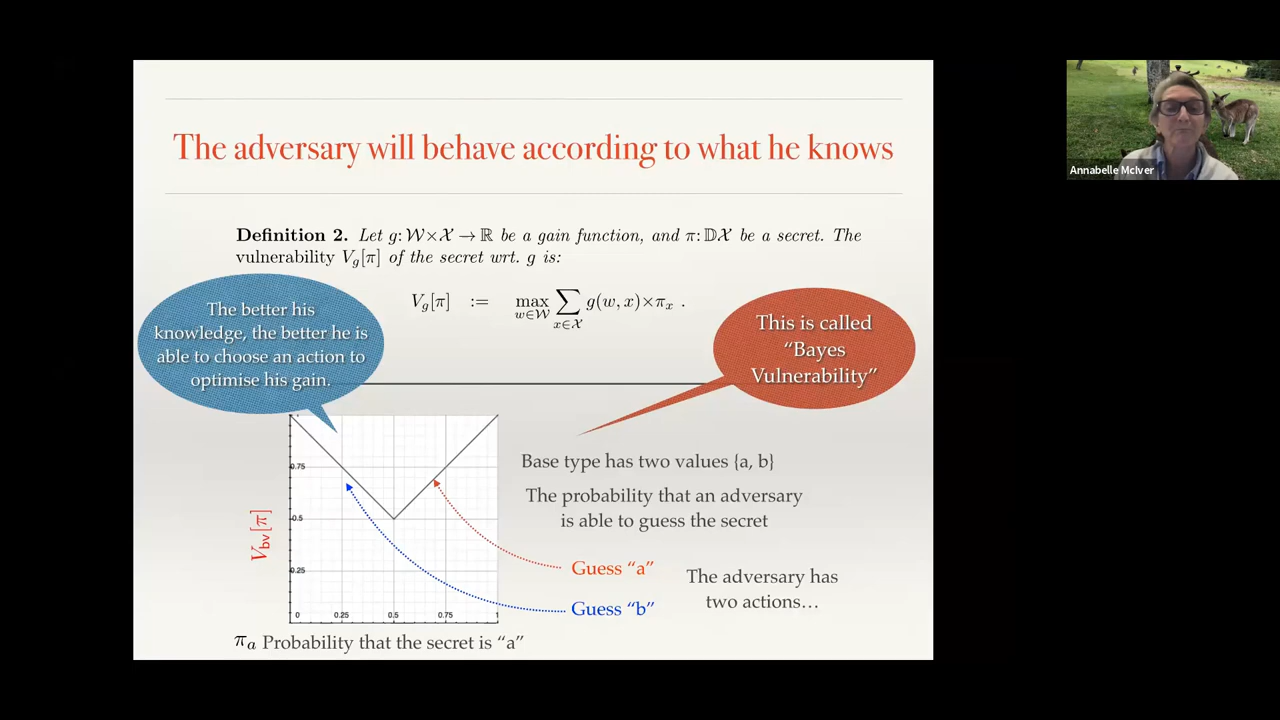 The adversary will behave according to what he knows
Definition 2. Let g: 𝒲×𝒳 → ℝ be a gain function, and π: 𝔻𝒳 be a secret. The
vulnerability V_g[π] of the secret wrt. g is:
V_g[π] := max_{w∈𝒲} ∑_{x∈𝒳} g(w, x)×π_x .
The better his
knowledge, the better he is
able to choose an action to
optimise his gain.
This is called
“Bayes
Vulnerability”
0.75
0.5
0.25
0 0.25 0.5 0.75 1
V_bv[π]
π_a Probability that the secret is “a”
Base type has two values {a, b}
The probability that an adversary
is able to guess the secret
Guess “a”
Guess “b”
The adversary has
two actions…
Annabelle McIver